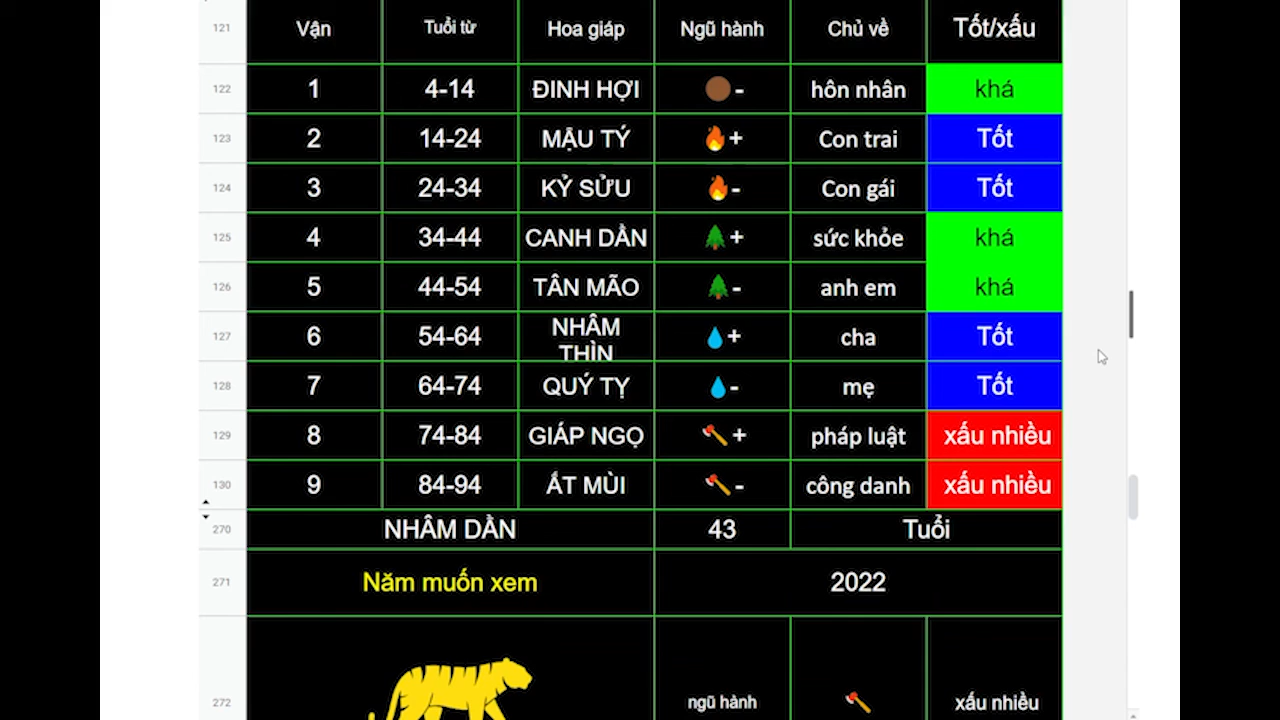 121 Vận Tuổi từ Hoa giáp Ngũ hành Chủ về Tốt/xấu
122 1 4-14 ĐINH HỢI - hôn nhân khá
123 2 14-24 MẬU TÝ + Con trai Tốt
124 3 24-34 KỶ SỬU - Con gái Tốt
125 4 34-44 CANH DẦN + sức khỏe khá
126 5 44-54 TÂN MÃO - anh em khá
127 6 54-64 NHÂM THÌN + cha Tốt
128 7 64-74 QUÝ TỴ - mẹ Tốt
129 8 74-84 GIÁP NGỌ + pháp luật xấu nhiều
130 9 84-94 ẤT MÙI - công danh xấu nhiều
270 NHÂM DẦN 43 Tuổi
271 Năm muốn xem 2022
272 ngũ hành xấu nhiều